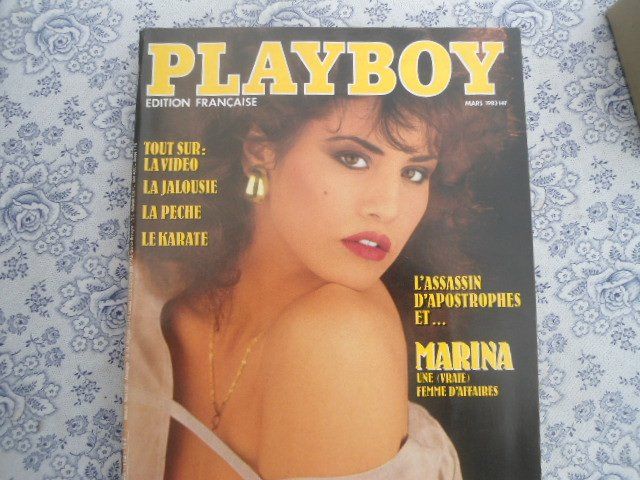 PLAYBOY
EDITION FRANÇAISE
TOUT SUR:
LA VIDEO
LA JALOUSIE
LA PECHE
LE KARATE
L'ASSASSIN
D'APOSTROPHES
ET...
MARINA
UNE (VRAIE)
FEMME D'AFFAIRES